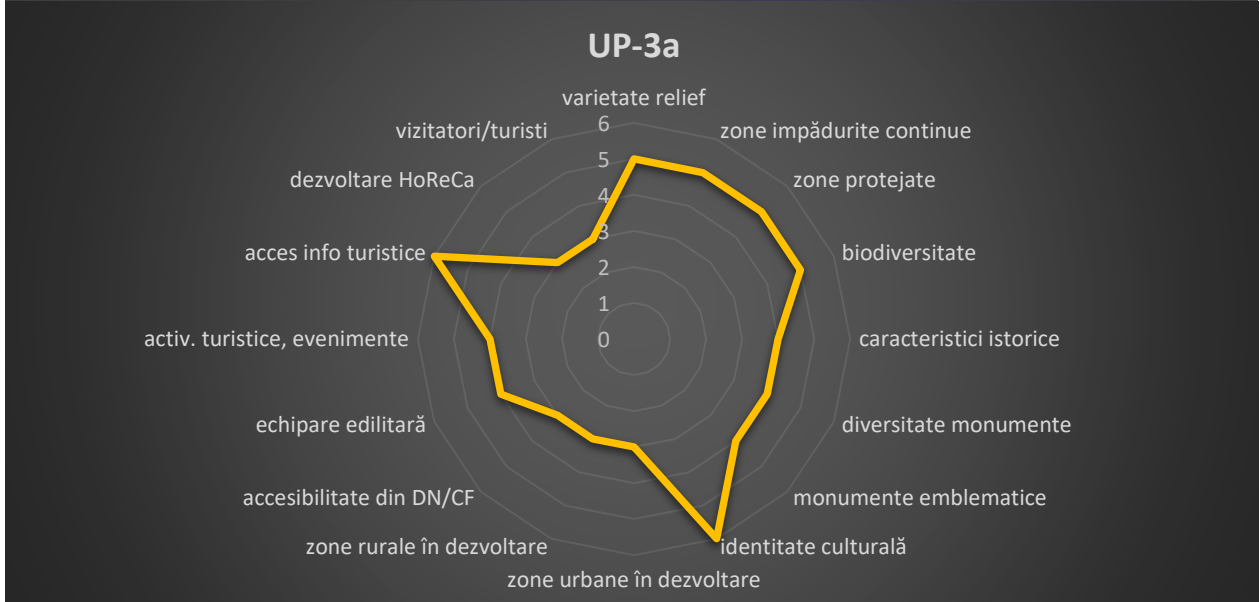 UP-3a
varietate relief
zone impădurite continue
zone protejate
biodiversitate
caracteristici istorice
diversitate monumente
monumente emblematice
identitate culturală
zone urbane în dezvoltare
zone rurale în dezvoltare
accesibilitate din DN/CF
echipare edilitară
activ. turistice, evenimente
acces info turistice
dezvoltare HoReCa
vizitatori/turisti
6
5
4
3
2
1
0